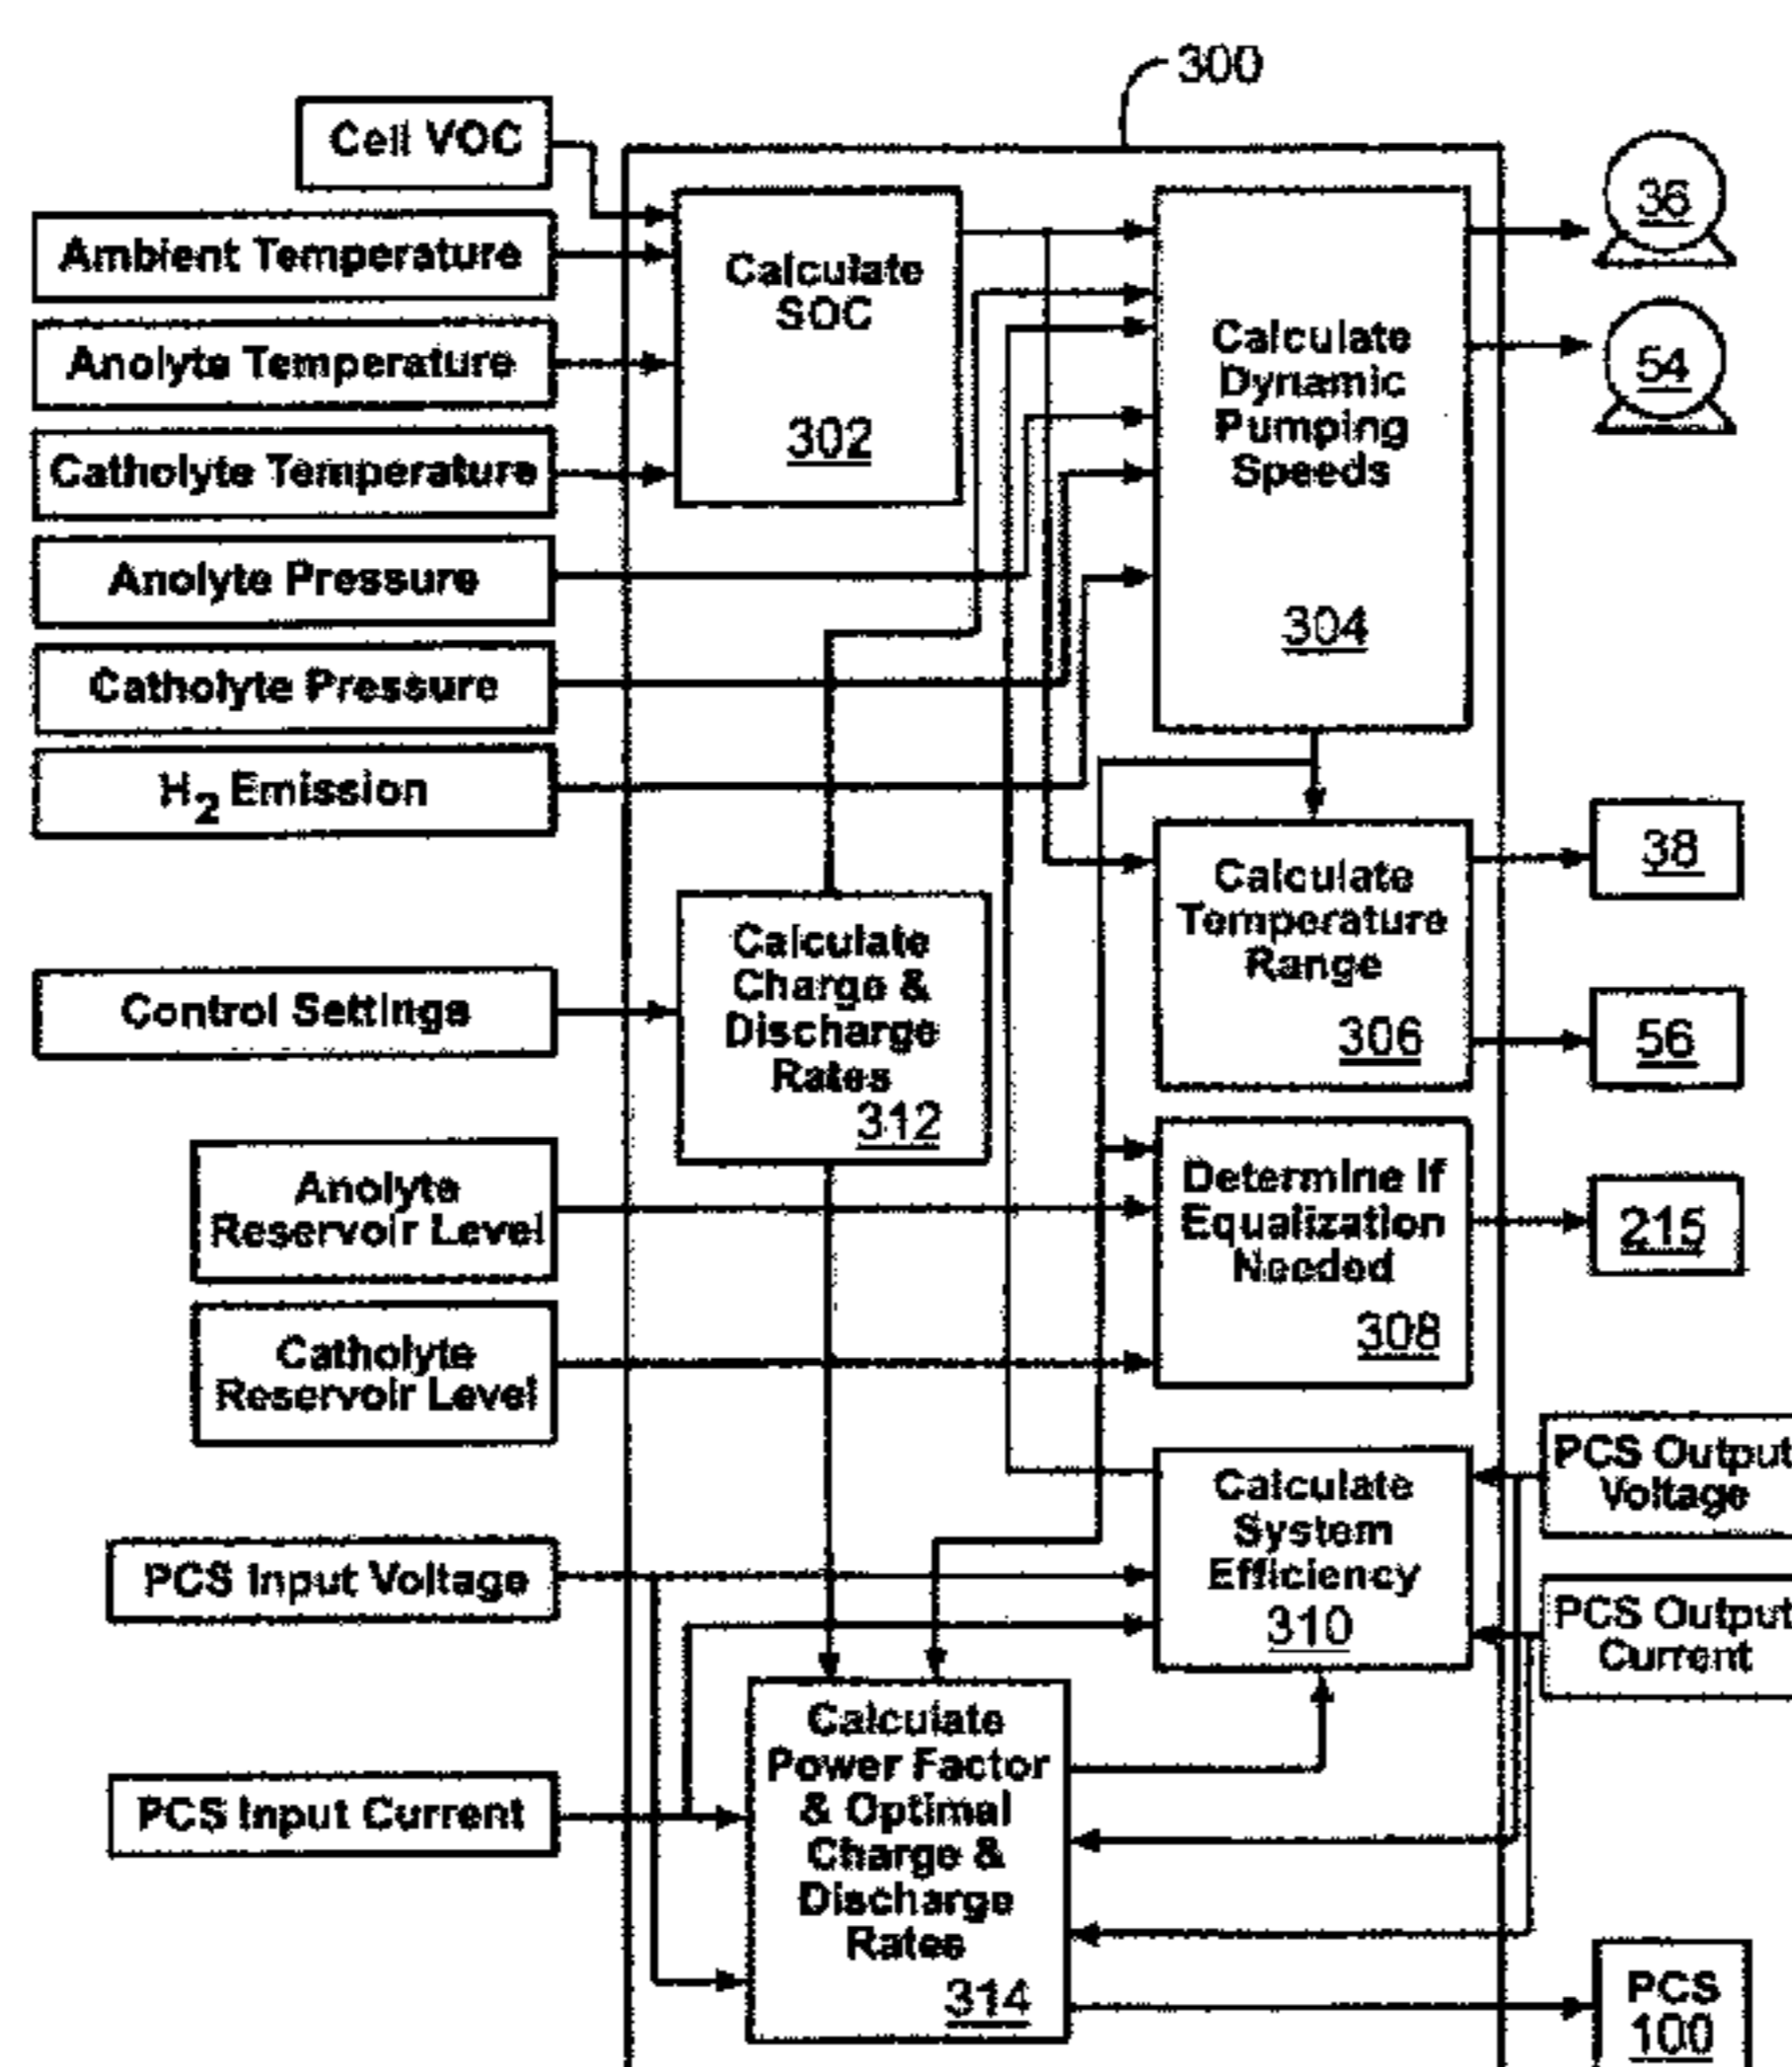 300
Cell VOC
Ambient Temperature
Anolyte Temperature
Catholyte Temperature
Anolyte Pressure
Catholyte Pressure
H2 Emission
Control Settings
Anolyte
Reservoir Level
Catholyte
Reservoir Level
PCS Input Voltage
PCS Input Current
Calculate
SOC
302
Calculate
Charge &
Discharge
Rates
312
Calculate
Dynamic
Pumping
Speeds
304
Calculate
Temperature
Range
306
Determine If
Equalization
Needed
308
Calculate
System
Efficiency
310
Calculate
Power Factor
& Optimal
Charge &
Discharge
Rates
314
36
54
38
56
215
PCS Output
Voltage
PCS Output
Current
PCS
100